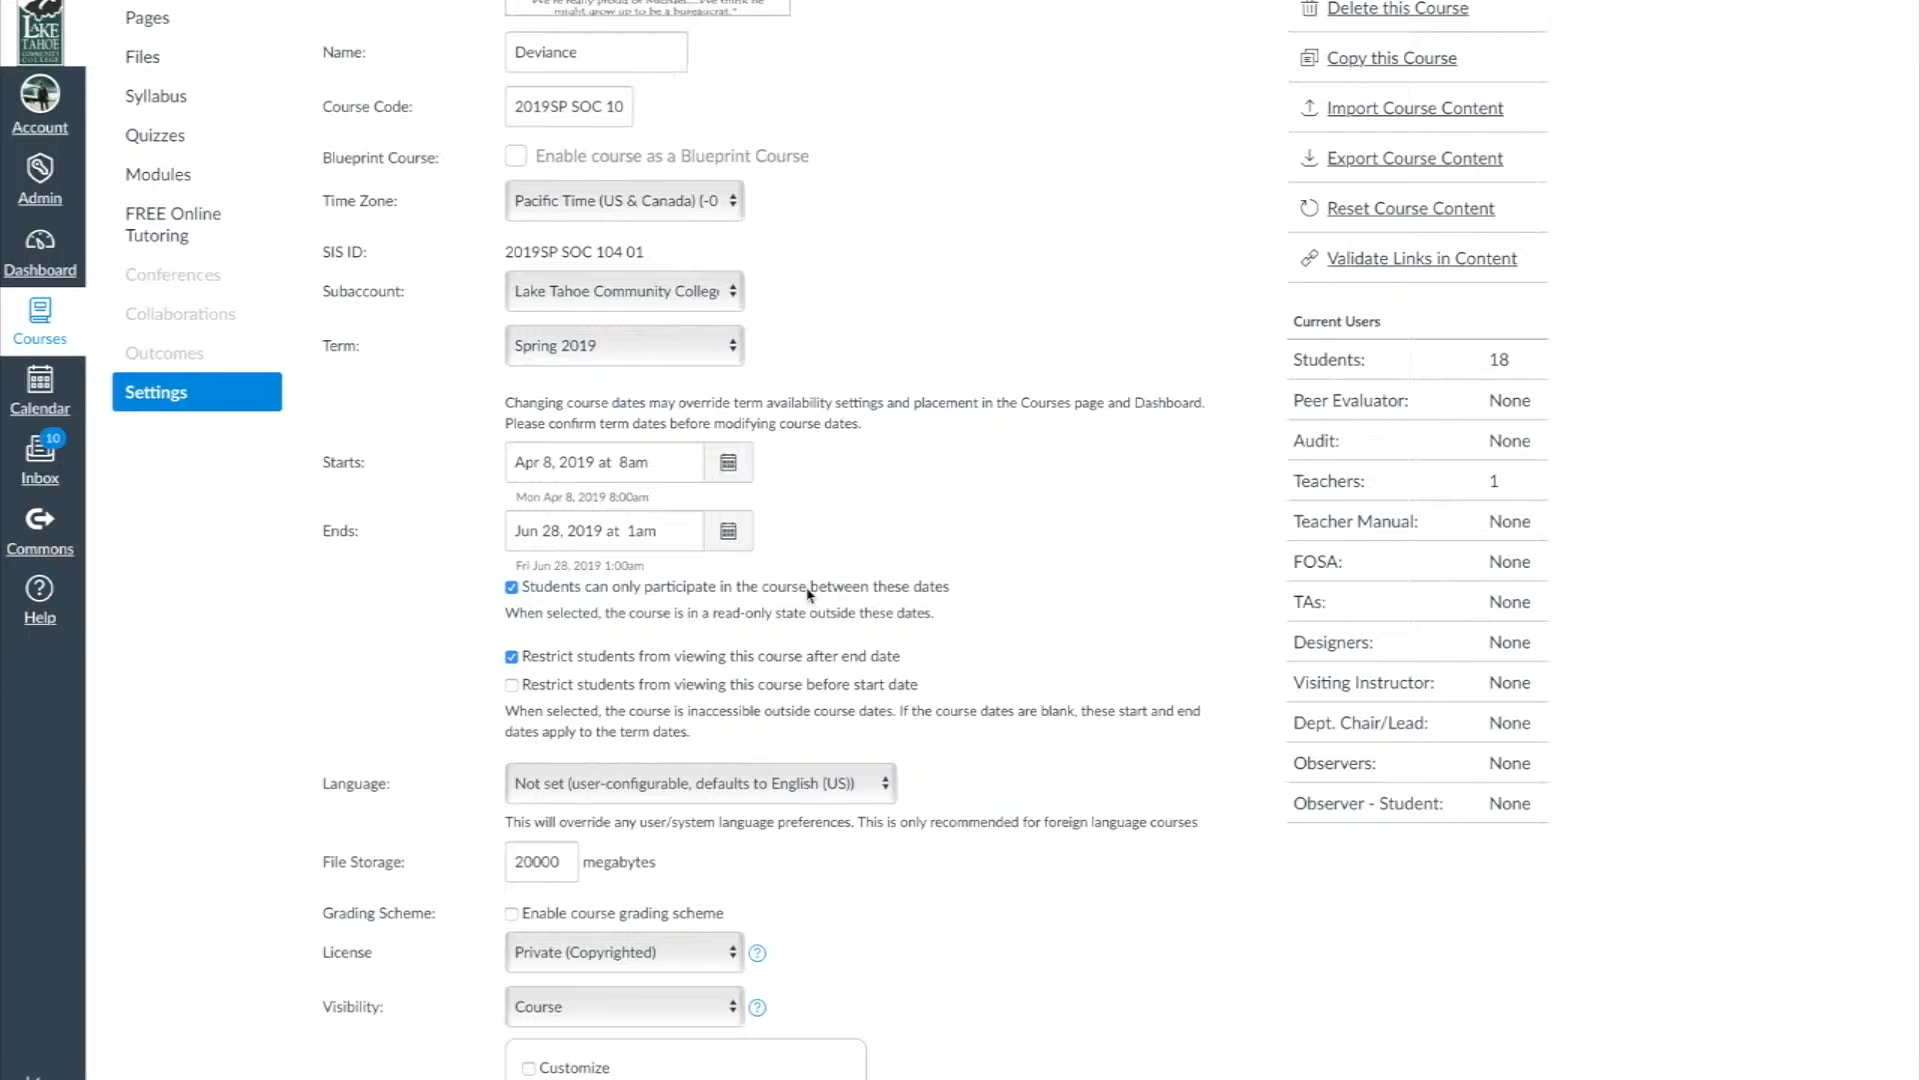 LAKE
TAHOE
COMMUNITY
COLLEGE
Account
Admin
Dashboard
Courses
Calendar
10
Inbox
Commons
Help
Pages
Files
Syllabus
Quizzes
Modules
FREE Online
Tutoring
Conferences
Collaborations
Outcomes
Settings
might grow up to be a bureaucrat."
Name:
Deviance
Course Code:
2019SP SOC 10
Blueprint Course:
Enable course as a Blueprint Course
Time Zone:
Pacific Time (US & Canada) (-0
SIS ID:
2019SP SOC 104 01
Subaccount:
Lake Tahoe Community Colleg
Term:
Spring 2019
Changing course dates may override term availability settings and placement in the Courses page and Dashboard.
Please confirm term dates before modifying course dates.
Starts:
Apr 8, 2019 at 8am
Mon Apr 8, 2019 8:00am
Ends:
Jun 28, 2019 at 1am
Fri Jun 28, 2019 1:00am
Students can only participate in the course between these dates
When selected, the course is in a read-only state outside these dates.
Restrict students from viewing this course after end date
Restrict students from viewing this course before start date
When selected, the course is inaccessible outside course dates. If the course dates are blank, these start and end
dates apply to the term dates.
Language:
Not set (user-configurable, defaults to English (US))
This will override any user/system language preferences. This is only recommended for foreign language courses
File Storage:
20000 megabytes
Grading Scheme:
Enable course grading scheme
License
Private (Copyrighted)
Visibility:
Course
Customize
Delete this Course
Copy this Course
Import Course Content
Export Course Content
Reset Course Content
Validate Links in Content
Current Users
Students: 18
Peer Evaluator: None
Audit: None
Teachers: 1
Teacher Manual: None
FOSA: None
TAs: None
Designers: None
Visiting Instructor: None
Dept. Chair/Lead: None
Observers: None
Observer - Student: None